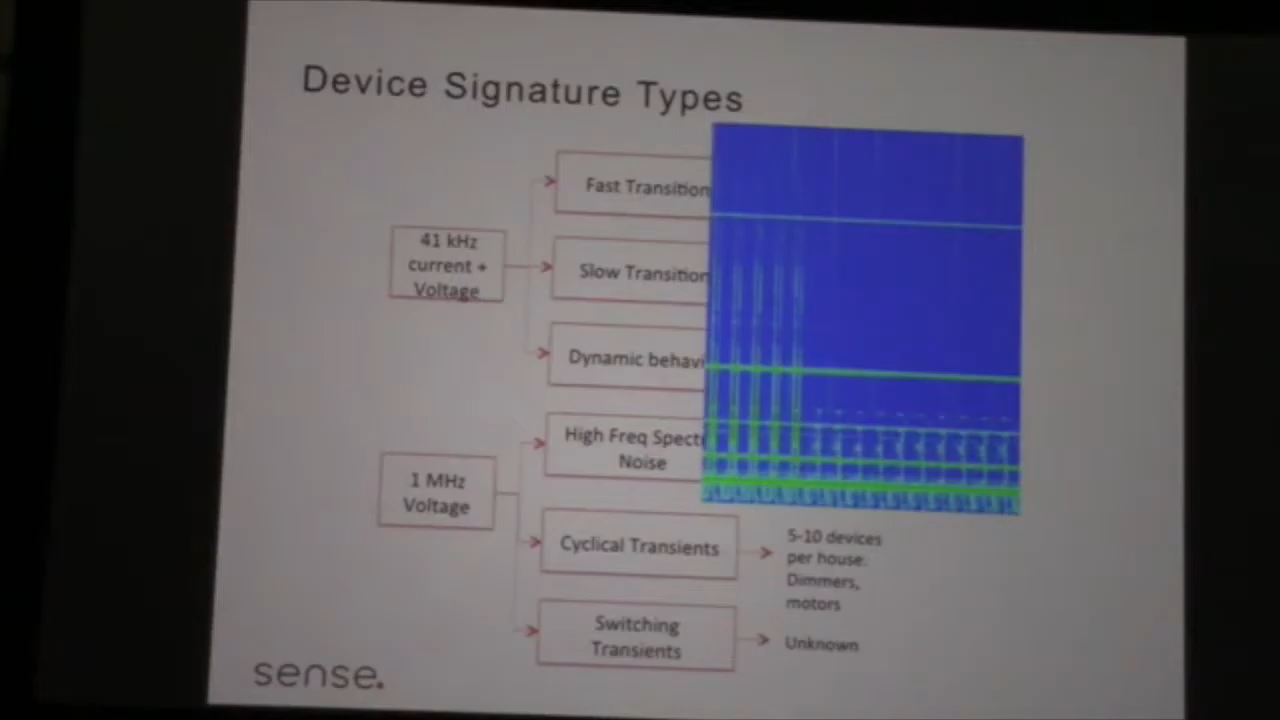 Device Signature Types
41 kHz
current +
Voltage
Fast Transition
Slow Transition
Dynamic behavi
1 MHz
Voltage
High Freq Spect
Noise
Cyclical Transients
5-10 devices
per house:
Dimmers,
motors
Switching
Transients
Unknown
sense.